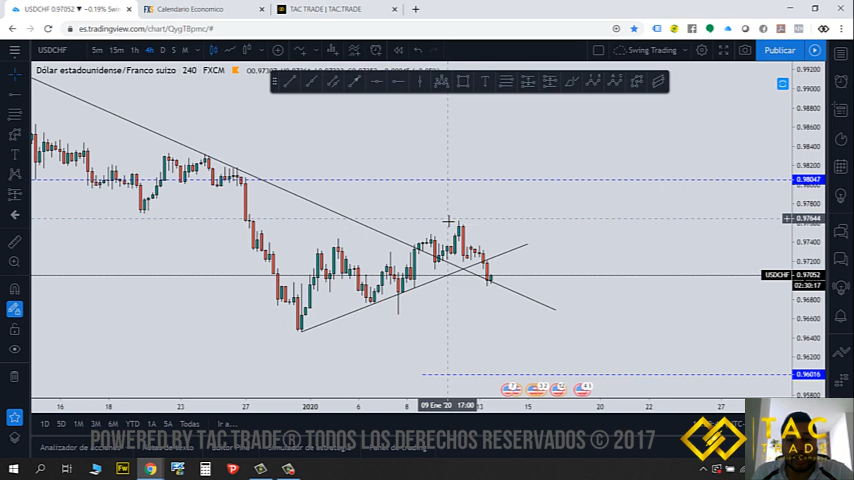 USDCHF 0.97052 ▼ −0.19% Swin
Calendario Economico
TAC TRADE | TAC.TRADE
es.tradingview.com/chart/QygTBpmc/#
USDCHF
5m
15m
1h
4h
D
S
Swing Trading
Publicar
Dólar estadounidense/Franco suizo 240 FXCM
0.99200
0.99000
0.98800
0.98600
0.98400
0.98200
0.98047
0.97800
0.97644
0.97400
0.97200
USDCHF
0.97052
02:30:17
0.96800
0.96600
0.96400
0.96200
0.96016
0.95800
16
18
23
25
27
2020
6
8
09 Ene '20 17:00
13
15
20
22
24
27
1D 5D 1M 3M 6M YTD 1A 5A Todas
Ir a...
POWERED BY TAC TRADE® TODOS LOS DERECHOS RESERVADOS © 2017
TAC
TRADE